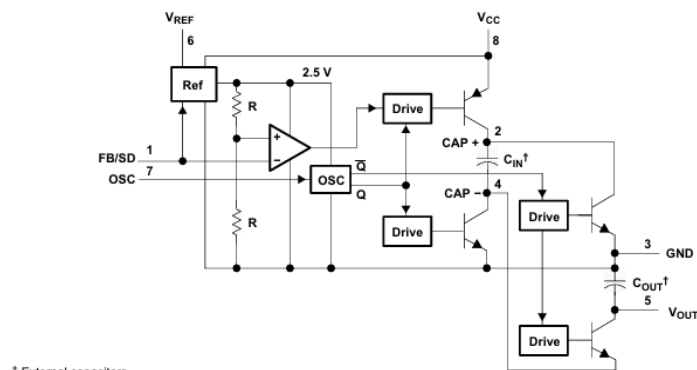 VREF
6
VCC
8
Ref
2.5 V
R
Drive
2
CAP +
CIN†
1
FB/SD
+
−
7
OSC
OSC
Q̅
Q
4
CAP −
R
Drive
Drive
3
GND
COUT†
5
VOUT
Drive
† External capacitors